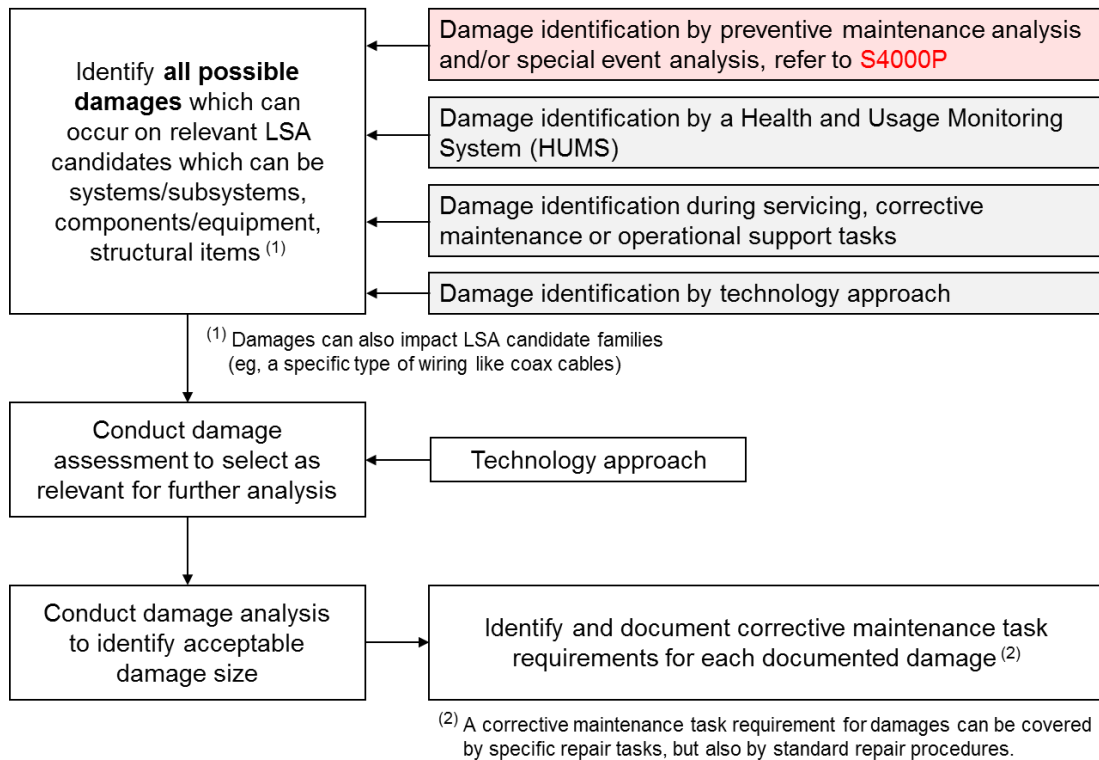 Identify all possible
damages which can
occur on relevant LSA
candidates which can be
systems/subsystems,
components/equipment,
structural items (1)
Damage identification by preventive maintenance analysis
and/or special event analysis, refer to S4000P
Damage identification by a Health and Usage Monitoring
System (HUMS)
Damage identification during servicing, corrective
maintenance or operational support tasks
Damage identification by technology approach
(1) Damages can also impact LSA candidate families
(eg, a specific type of wiring like coax cables)
Conduct damage
assessment to select as
relevant for further analysis
Technology approach
Conduct damage analysis
to identify acceptable
damage size
Identify and document corrective maintenance task
requirements for each documented damage (2)
(2) A corrective maintenance task requirement for damages can be covered
by specific repair tasks, but also by standard repair procedures.